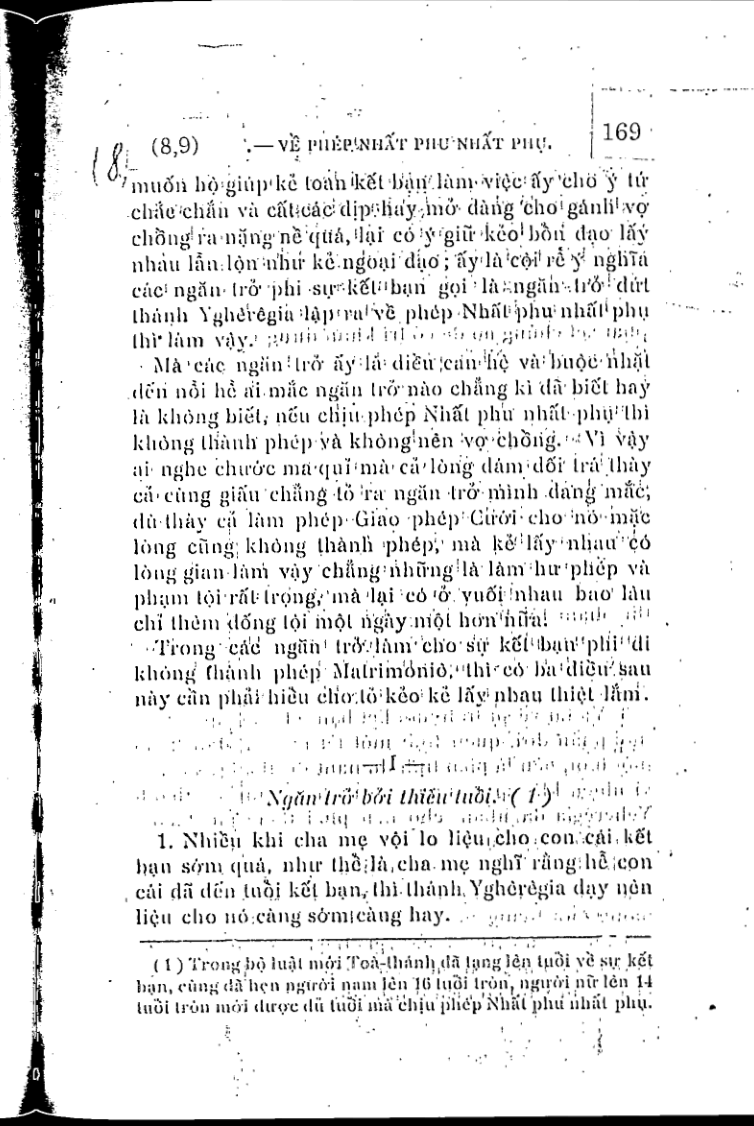 (8,9) — VỀ PHÉP NHẤT PHU NHẤT PHỤ. 169
(8,
muốn bộ giúp kẻ toan kết bạn làm việc ấy cho ý tứ
chắc chắn và cất các dịp hay mở dàng cho gánh vợ
chồng ra nặng nề quá, lại có ý giữ kẻo bổn đạo lấy
nhau lẫn lộn như kẻ ngoại đạo; ấy là cội rễ ý nghĩa
các ngăn trở phi sự kết bạn gọi là ngăn trở dứt
thánh Ygherêgia lập ra về phép Nhất phu nhất phụ
thì làm vậy.
Mà các ngăn trở ấy là điều can hệ và buộc nhặt
đến nỗi hề ai mắc ngăn trở nào chẳng kì đã biết hay
là không biết, nếu chịu phép Nhất phu nhất phụ thì
không thành phép và không nên vợ chồng. Vì vậy
ai nghe chước ma quỉ mà cả lòng dám dối trá thầy
cả cùng giấu chẳng tỏ ra ngăn trở mình đang mắc,
dù thầy cả làm phép Giao phép Cưới cho nó mặc
lòng cũng không thành phép, mà kẻ lấy nhau có
lòng gian làm vậy chẳng những là làm hư phép và
phạm tội rất trọng, mà lại có ở vuối nhau bao lâu
chỉ thêm đống tội một ngày một hơn nữa.
Trong các ngăn trở làm cho sự kết bạn phi đi
không thành phép Matrimôniô, thì có ba điều sau
này cần phải hiểu cho tỏ kẻo kẻ lấy nhau thiệt lắm.
— I —
Ngăn trở bởi thiếu tuổi. (1)
1. Nhiều khi cha mẹ vội lo liệu cho con cái kết
bạn sớm quá, như thể là cha mẹ nghĩ rằng hễ con
cái đã đến tuổi kết bạn, thì thánh Ygherêgia dạy nên
liệu cho nó càng sớm càng hay.
(1) Trong bộ luật mới Toà-thánh đã tạng lên tuổi về sự kết
bạn, cũng đã hẹn người nam lên 16 tuổi tròn, người nữ lên 14
tuổi tròn mới được đủ tuổi mà chịu phép Nhất phu nhất phụ.